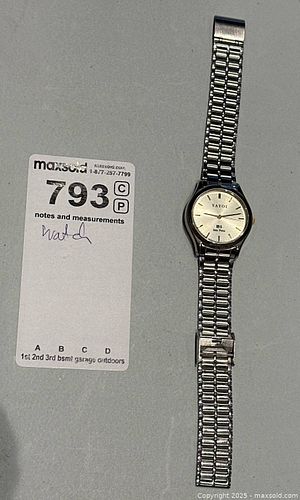 maxsold maxsold.com
1-877-257-7799
793 C
P
notes and measurements
Watch
A B C D
1st 2nd 3rd bsmt garage outdoors
YATOI
Copyright 2025 - maxsold.com